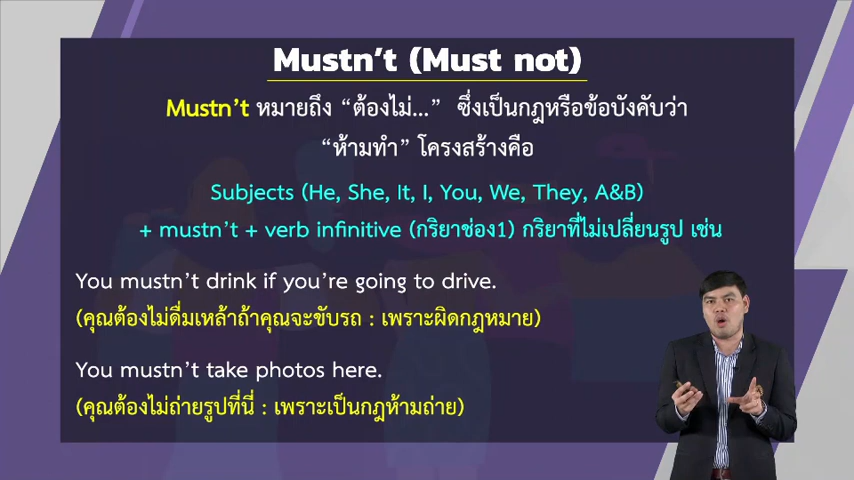 Mustn't (Must not)
Mustn't หมายถึง “ต้องไม่...” ซึ่งเป็นกฎหรือข้อบังคับว่า
“ห้ามทำ” โครงสร้างคือ
Subjects (He, She, It, I, You, We, They, A&B)
+ mustn't + verb infinitive (กริยาช่อง1) กริยาที่ไม่เปลี่ยนรูป เช่น
You mustn't drink if you're going to drive.
(คุณต้องไม่ดื่มเหล้าถ้าคุณจะขับรถ : เพราะผิดกฎหมาย)
You mustn't take photos here.
(คุณต้องไม่ถ่ายรูปที่นี่ : เพราะเป็นกฎห้ามถ่าย)